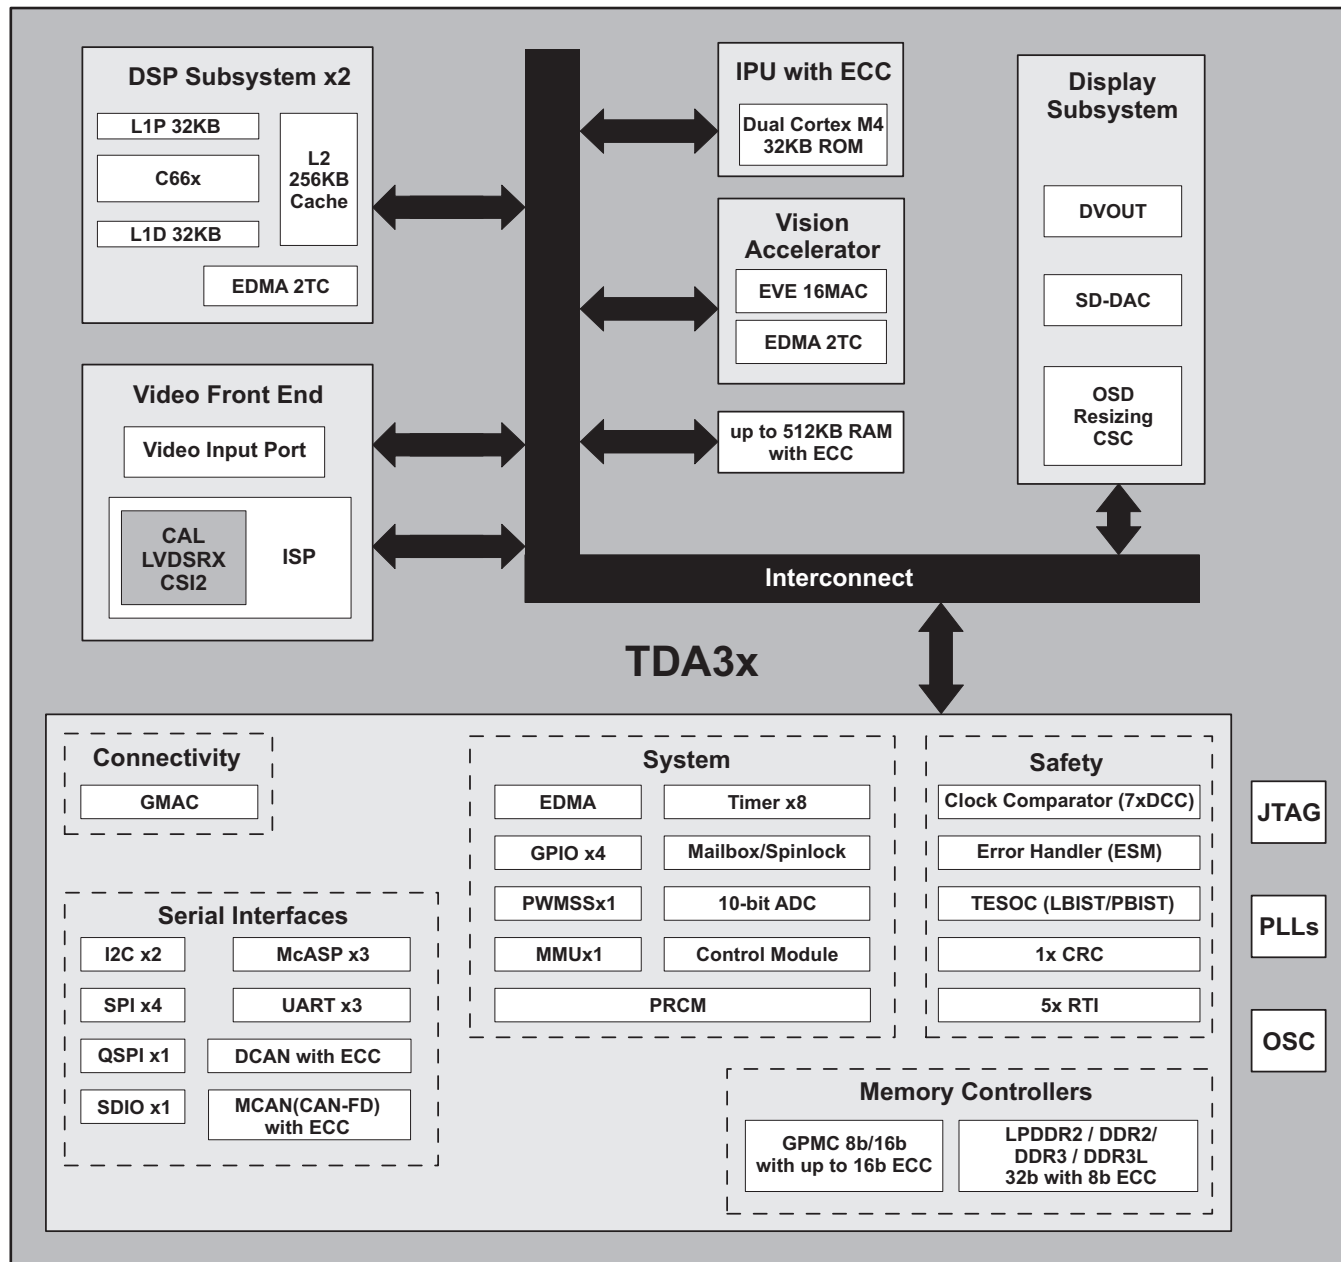 DSP Subsystem x2
L1P 32KB
C66x
L1D 32KB
L2
256KB
Cache
EDMA 2TC
IPU with ECC
Dual Cortex M4
32KB ROM
Vision
Accelerator
EVE 16MAC
EDMA 2TC
up to 512KB RAM
with ECC
Display
Subsystem
DVOUT
SD-DAC
OSD
Resizing
CSC
Video Front End
Video Input Port
CAL
LVDSRX
CSI2
ISP
Interconnect
TDA3x
Connectivity
GMAC
Serial Interfaces
I2C x2
McASP x3
SPI x4
UART x3
QSPI x1
DCAN with ECC
SDIO x1
MCAN(CAN-FD)
with ECC
System
EDMA
Timer x8
GPIO x4
Mailbox/Spinlock
PWMSSx1
10-bit ADC
MMUx1
Control Module
PRCM
Safety
Clock Comparator (7xDCC)
Error Handler (ESM)
TESOC (LBIST/PBIST)
1x CRC
5x RTI
Memory Controllers
GPMC 8b/16b
with up to 16b ECC
LPDDR2 / DDR2/
DDR3 / DDR3L
32b with 8b ECC
JTAG
PLLs
OSC